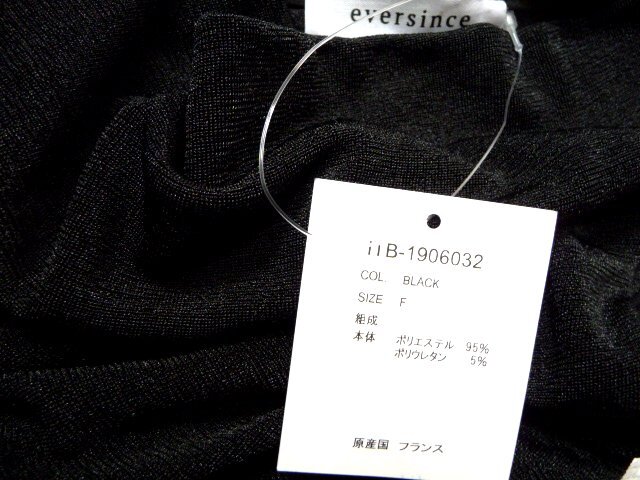 eversince
i1B-1906032
COL. BLACK
SIZE F
組成
本体 ポリエステル 95%
ポリウレタン 5%
原産国 フランス